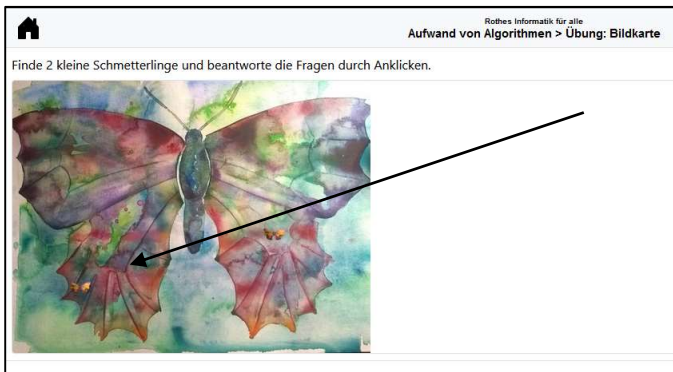 Rothes Informatik für alle
Aufwand von Algorithmen > Übung: Bildkarte
Finde 2 kleine Schmetterlinge und beantworte die Fragen durch Anklicken.